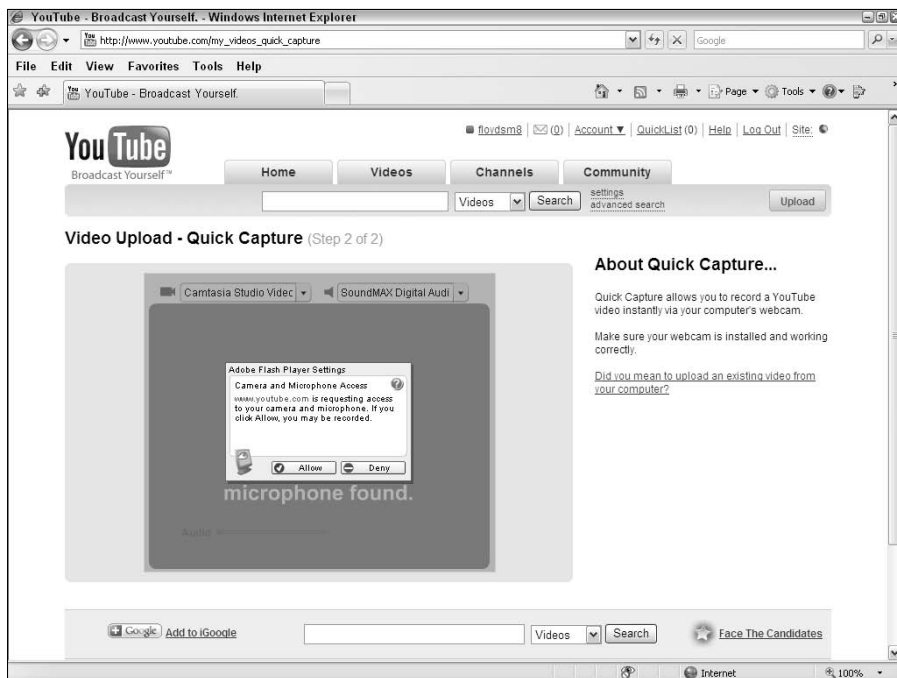 YouTube - Broadcast Yourself. - Windows Internet Explorer
http://www.youtube.com/my_videos_quick_capture
Google
File Edit View Favorites Tools Help
YouTube - Broadcast Yourself.
Page Tools
flovdsm8 (0) Account ▼ QuickList (0) Help Log Out Site:
You Tube
Broadcast Yourself™
Home Videos Channels Community
Videos Search settings
advanced search
Upload
Video Upload - Quick Capture (Step 2 of 2)
Camtasia Studio Videc SoundMAX Digital Audi
Adobe Flash Player Settings
Camera and Microphone Access
www.youtube.com is requesting access
to your camera and microphone. If you
click Allow, you may be recorded.
Allow Deny
microphone found.
Audio
About Quick Capture...
Quick Capture allows you to record a YouTube
video instantly via your computer's webcam.
Make sure your webcam is installed and working
correctly.
Did you mean to upload an existing video from
your computer?
Google Add to iGoogle Videos Search Face The Candidates
Internet 100%